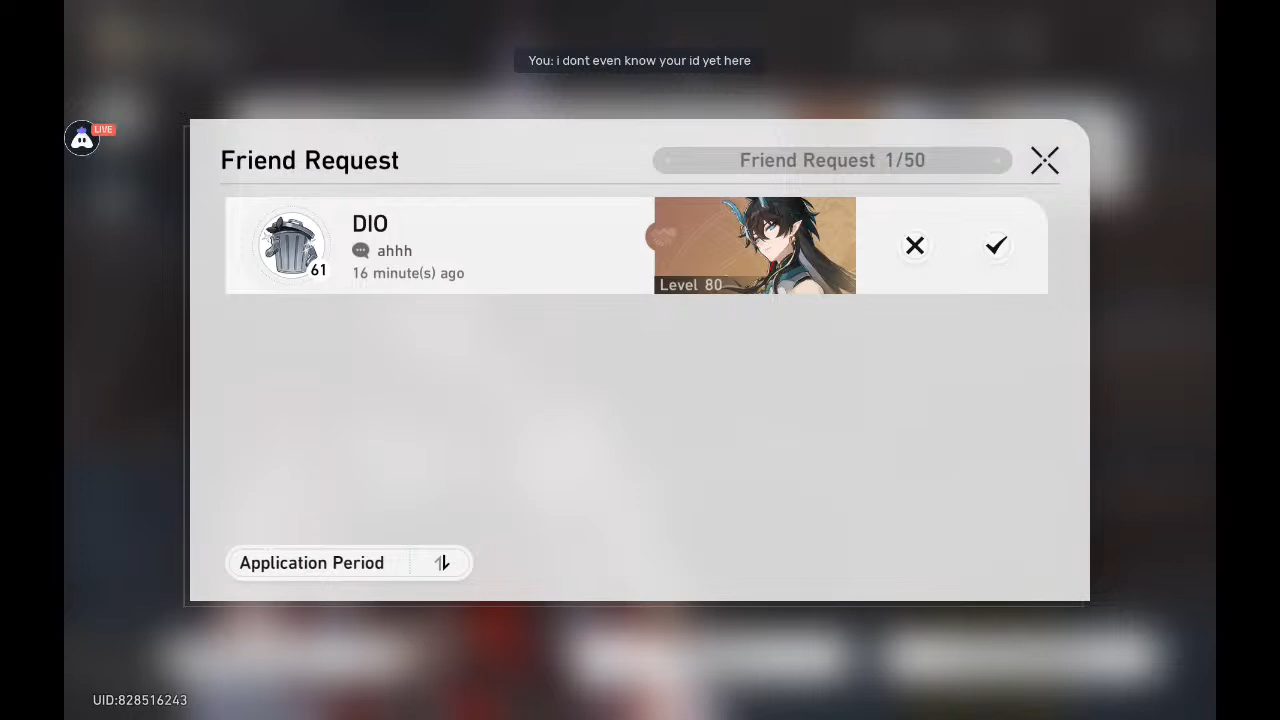 You: i dont even know your id yet here
LIVE
Friend Request
Friend Request 1/50
DIO
61
ahhh
16 minute(s) ago
Level 80
Application Period
UID:828516243